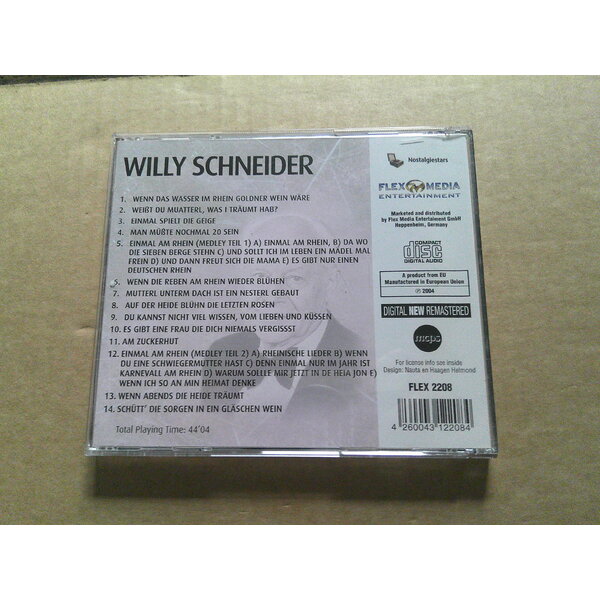 WILLY SCHNEIDER
1. WENN DAS WASSER IM RHEIN GOLDNER WEIN WÄRE
2. WEIßT DU MUATTERL, WAS I TRÄUMT HAB?
3. EINMAL SPIELT DIE GEIGE
4. MAN MÜßTE NOCHMAL 20 SEIN
5. EINMAL AM RHEIN (MEDLEY TEIL 1) A) EINMAL AM RHEIN, B) DA WO
DIE SIEBEN BERGE STEHN C) UND SOLLT ICH IM LEBEN EIN MÄDEL MAL
FREIN D) UND DANN FREUT SICH DIE MAMA E) ES GIBT NUR EINEN
DEUTSCHEN RHEIN
6. WENN DIE REBEN AM RHEIN WIEDER BLÜHEN
7. MUTTERL UNTERM DACH IST EIN NESTERL GEBAUT
8. AUF DER HEIDE BLÜHN DIE LETZTEN ROSEN
9. DU KANNST NICHT VIEL WISSEN, VOM LIEBEN UND KÜSSEN
10. ES GIBT EINE FRAU DIE DICH NIEMALS VERGISSST
11. AM ZUCKERHUT
12. EINMAL AM RHEIN (MEDLEY TEIL 2) A) RHEINISCHE LIEDER B) WENN
DU EINE SCHWIEGERMUTTER HAST C) DENN EINMAL NUR IM JAHR IST
KARNEVALL AM RHEIN D) WARUM SOLLE MIR JETZT IN DE HEIA JON E)
WENN ICH SO AN MIN HEIMAT DENKE
13. WENN ABENDS DIE HEIDE TRÄUMT
14. SCHÜTT' DIE SORGEN IN EIN GLÄSCHEN WEIN
Total Playing Time: 44'04
Nostalgiestars
FLEX MEDIA
ENTERTAINMENT
Marketed and distributed
by Flex Media Entertainment GmbH
Heppenheim, Germany
COMPACT
disc
DIGITAL AUDIO
A product from EU
Manufactured in European Union
℗ 2004
DIGITAL NEW REMASTERED
mcps
For license info see inside
Design: Nauta en Haagen Helmond
FLEX 2208
4 260043 122084